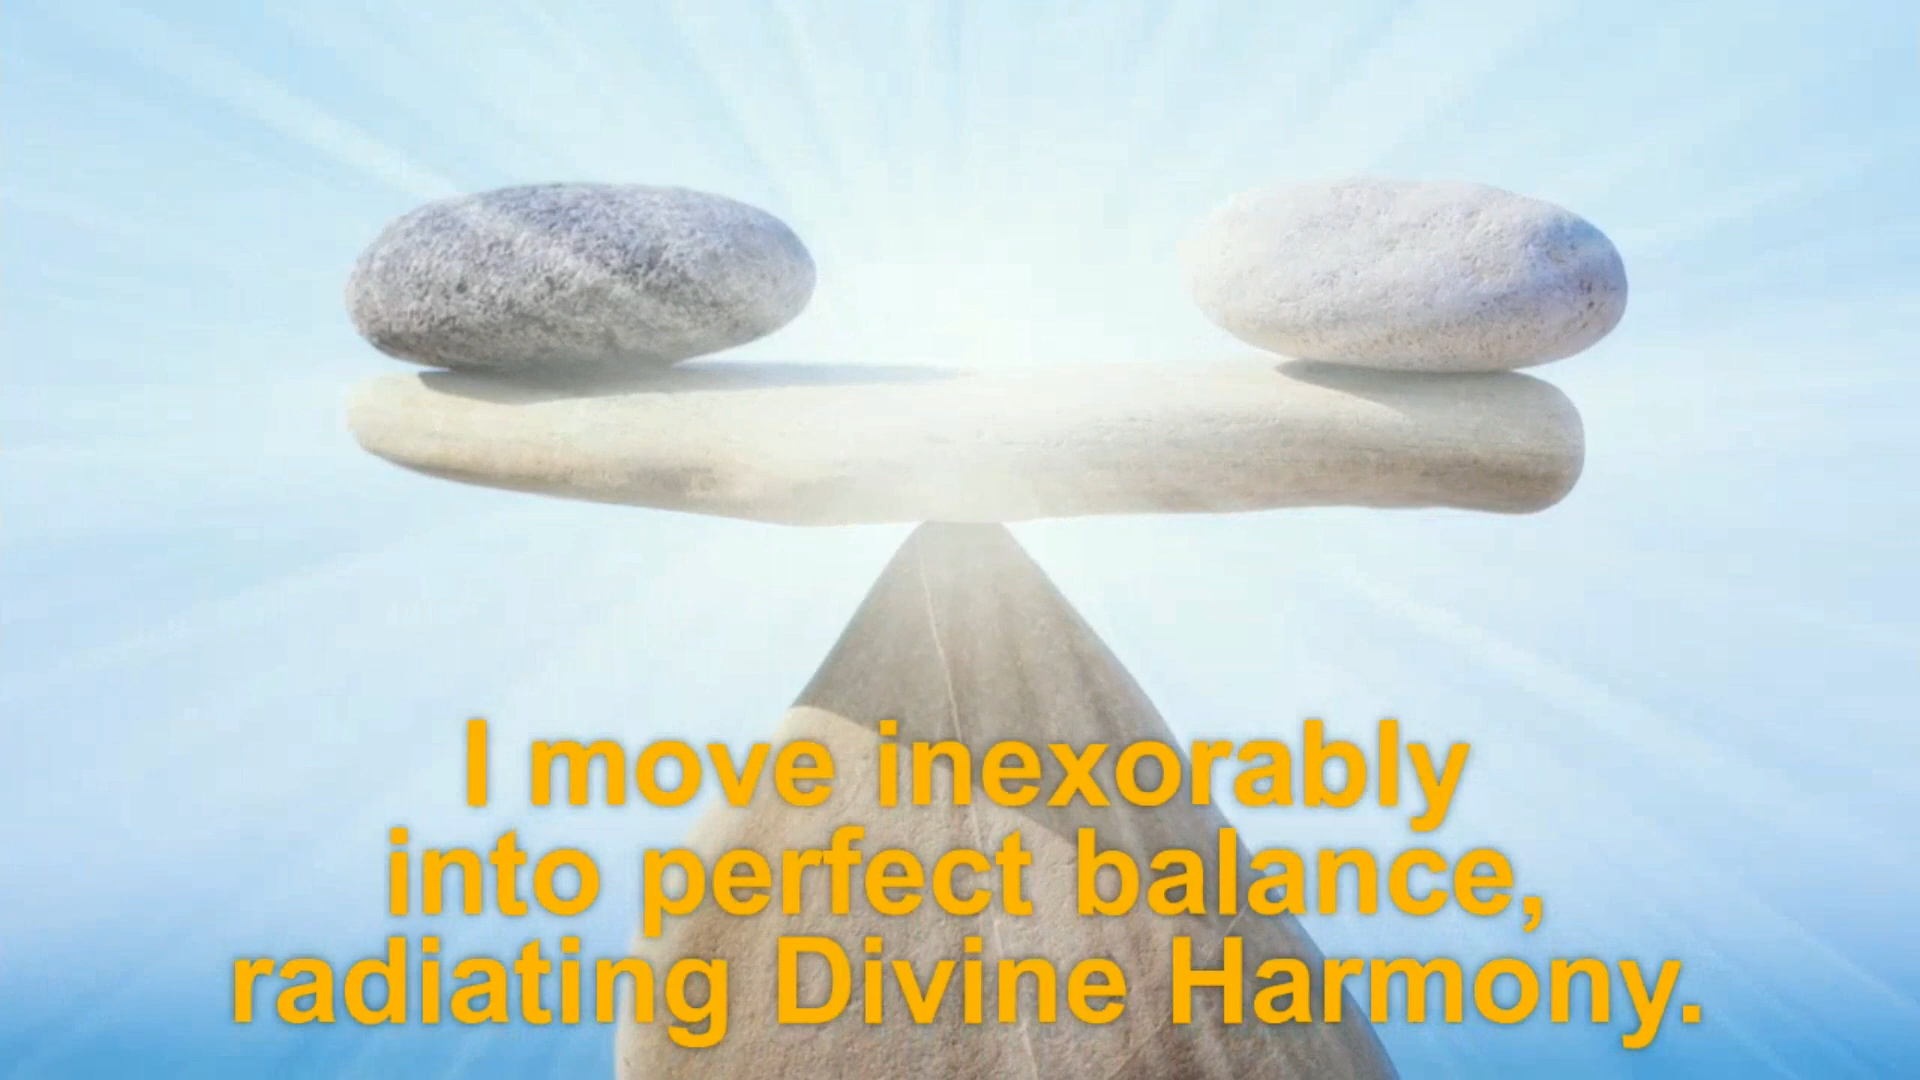 I move inexorably
into perfect balance,
radiating Divine Harmony.